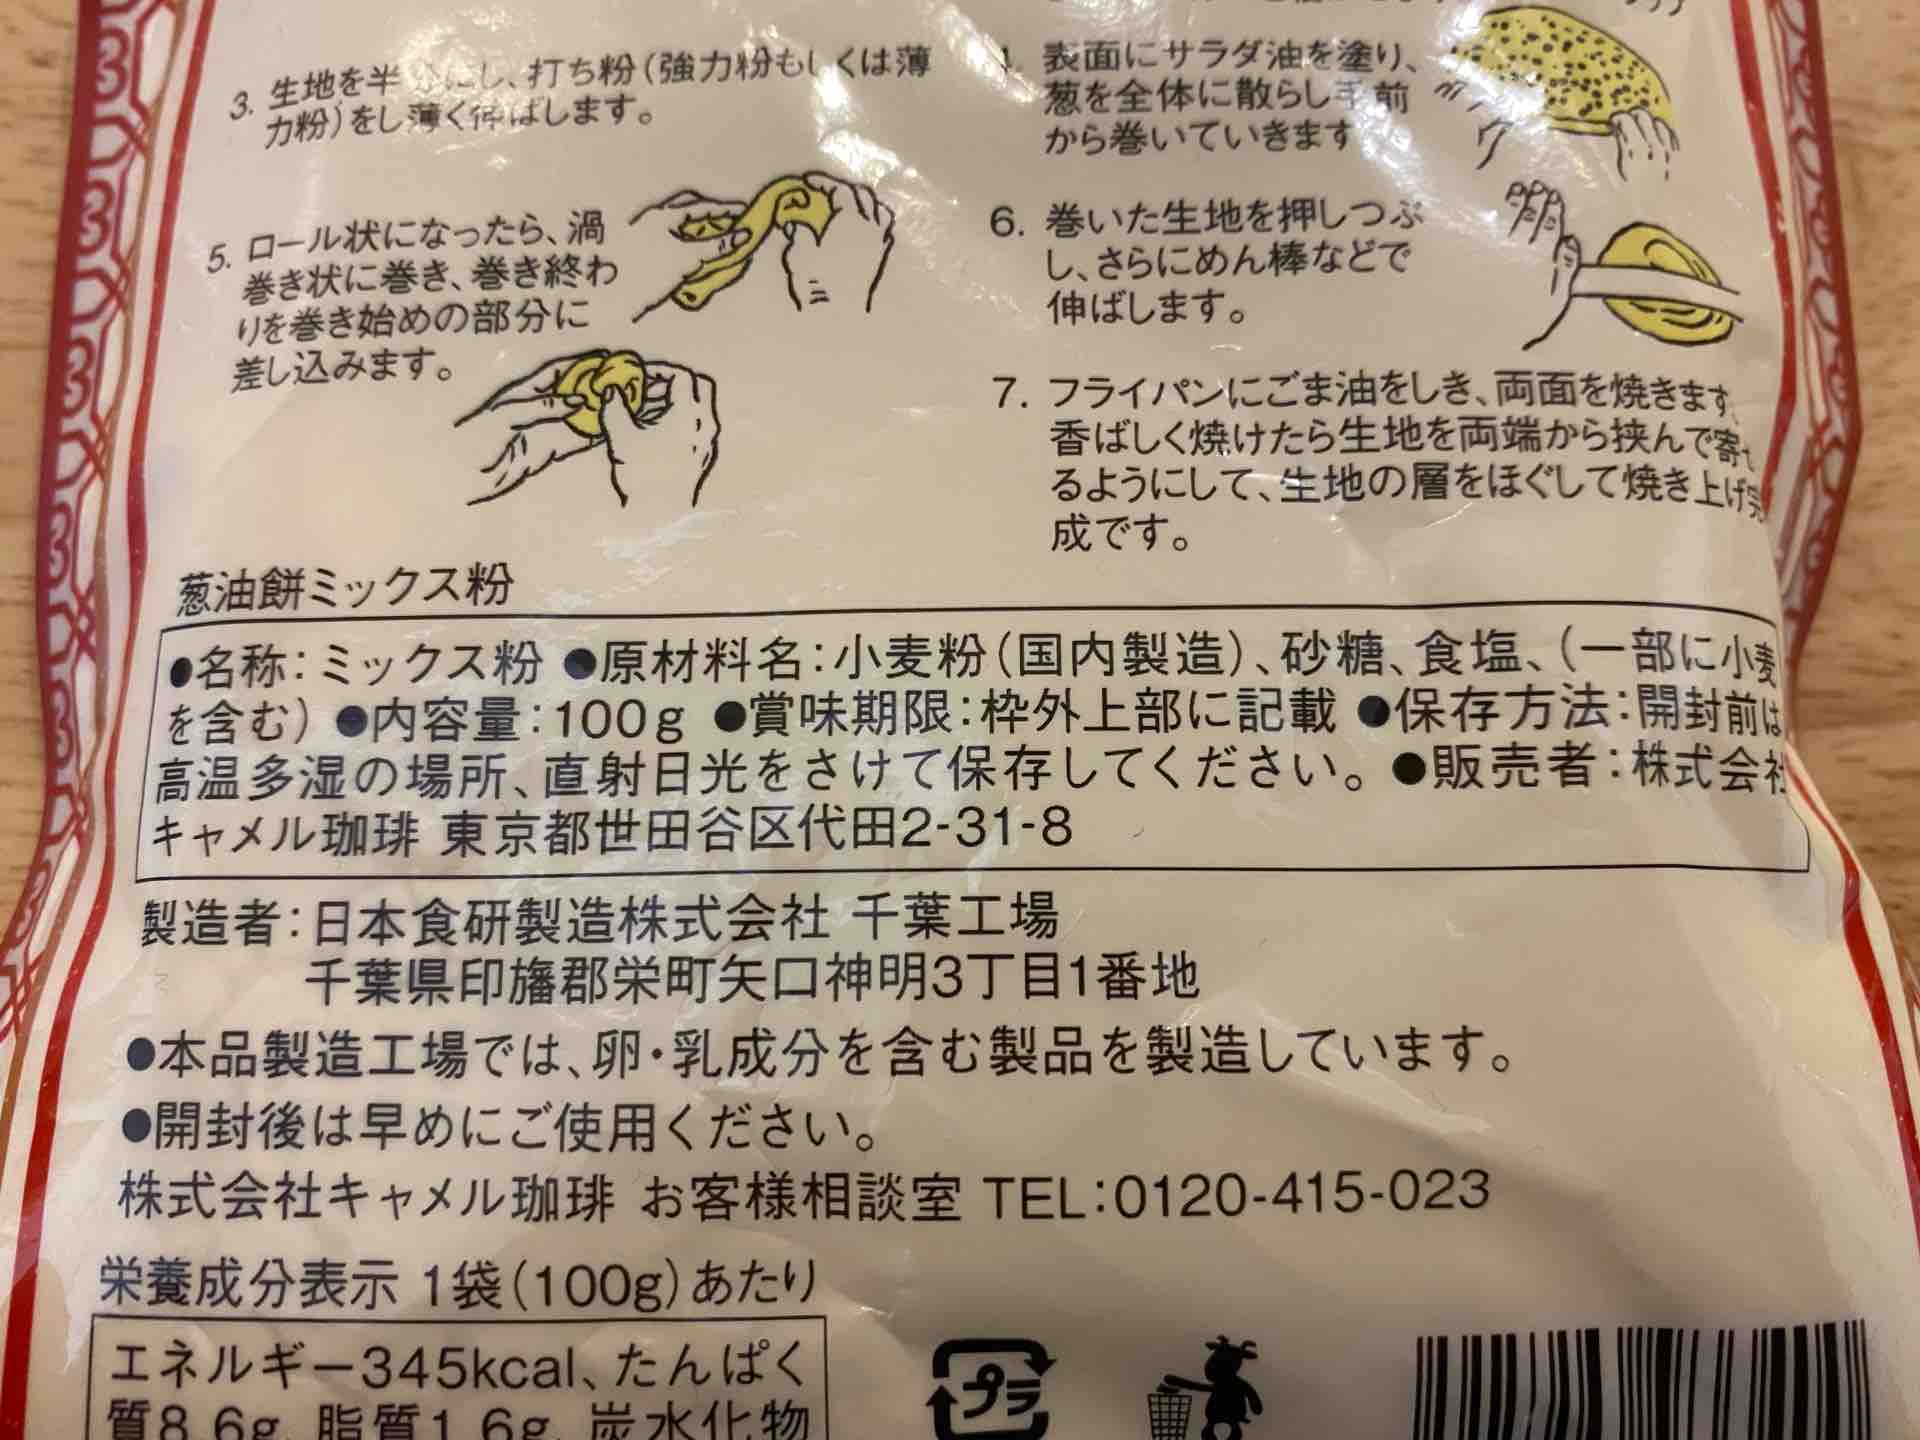 3. 生地を半にし、打ち粉(強力粉もしくは薄
力粉)をし薄く伸ばします。
4. 表面にサラダ油を塗り、
葱を全体に散らし手前
から巻いていきます
5. ロール状になったら、渦
巻き状に巻き、巻き終わ
りを巻き始めの部分に
差し込みます。
6. 巻いた生地を押しつぶ
し、さらにめん棒などで
伸ばします。
7. フライパンにごま油をしき、両面を焼きます、
香ばしく焼けたら生地を両端から挟んで寄せ
るようにして、生地の層をほぐして焼き上げ完
成です。
葱油餅ミックス粉
●名称:ミックス粉 ●原材料名:小麦粉(国内製造)、砂糖、食塩、(一部に小麦
を含む) ●内容量:100g ●賞味期限:枠外上部に記載 ●保存方法:開封前は
高温多湿の場所、直射日光をさけて保存してください。 ●販売者:株式会社
キャメル珈琲 東京都世田谷区代田2-31-8
製造者:日本食研製造株式会社 千葉工場
千葉県印旛郡栄町矢口神明3丁目1番地
●本品製造工場では、卵・乳成分を含む製品を製造しています。
●開封後は早めにご使用ください。
株式会社キャメル珈琲 お客様相談室 TEL:0120-415-023
栄養成分表示 1袋(100g)あたり
エネルギー345kcal、たんぱく
質8.6g、脂質1.6g、炭水化物
プラ